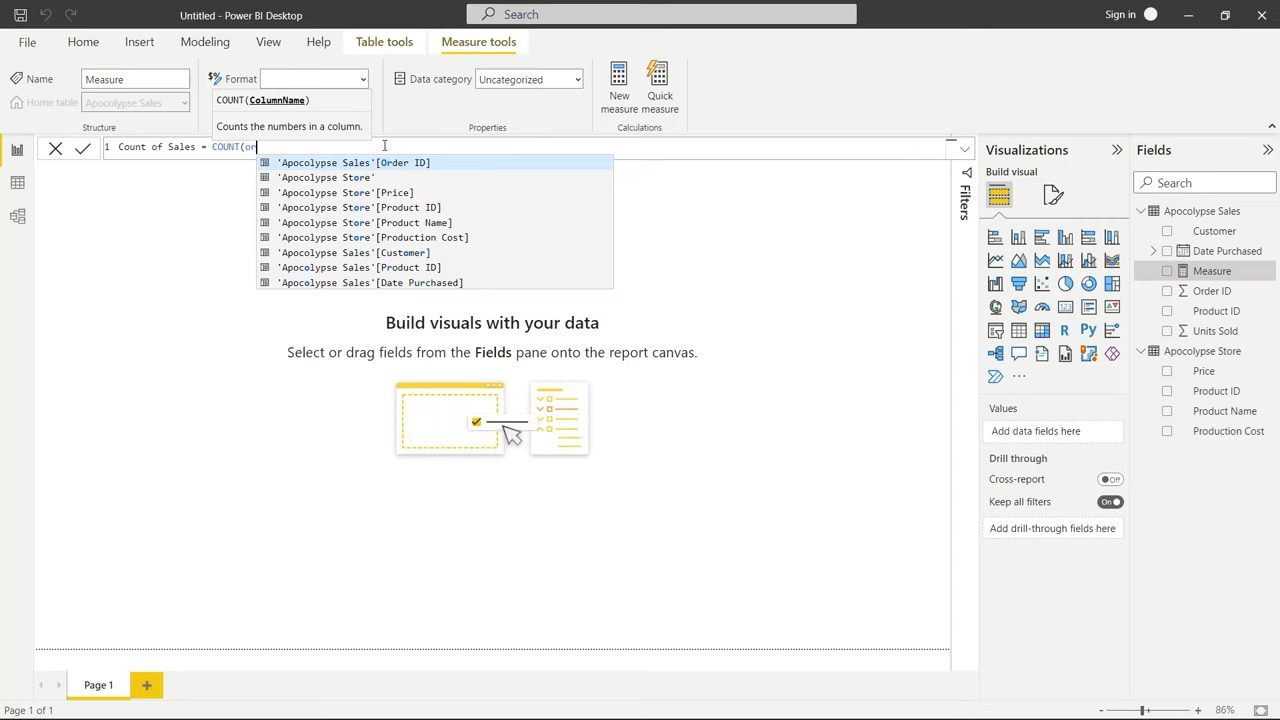 Untitled - Power BI Desktop
Search
Sign in
File
Home
Insert
Modeling
View
Help
Table tools
Measure tools
Name
Measure
$% Format
Data category
Uncategorized
New
measure
Quick
measure
Home table
Apocolypse Sales
COUNT(ColumnName)
Counts the numbers in a column.
Structure
Properties
Calculations
1 Count of Sales = COUNT(or
'Apocolypse Sales'[Order ID]
'Apocolypse Store'
'Apocolypse Store'[Price]
'Apocolypse Store'[Product ID]
'Apocolypse Store'[Product Name]
'Apocolypse Store'[Production Cost]
'Apocolypse Sales'[Customer]
'Apocolypse Sales'[Product ID]
'Apocolypse Sales'[Date Purchased]
Build visuals with your data
Select or drag fields from the Fields pane onto the report canvas.
Filters
Visualizations
Build visual
123
R
Py
Values
Add data fields here
Drill through
Cross-report
Off
Keep all filters
On
Add drill-through fields here
Fields
Search
Apocolypse Sales
Customer
Date Purchased
Measure
Order ID
Product ID
Units Sold
Apocolypse Store
Price
Product ID
Product Name
Production Cost
Page 1
Page 1 of 1
86%